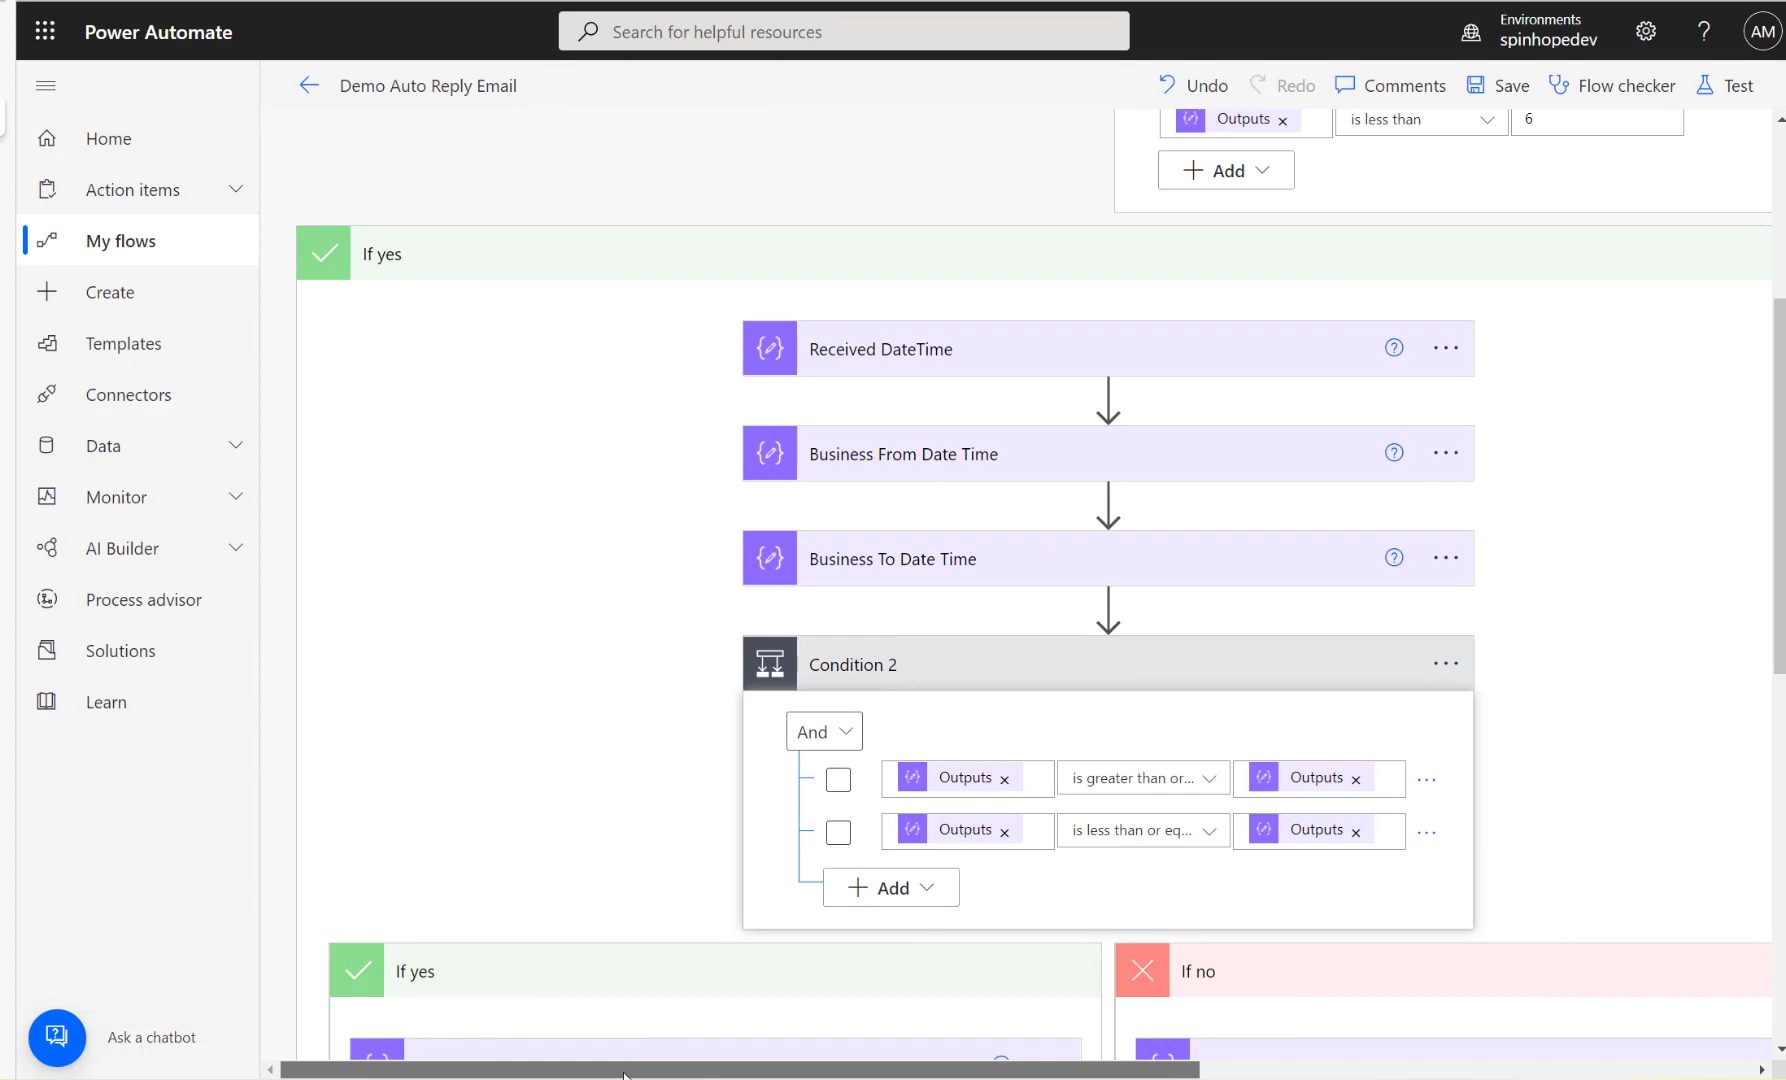 Power Automate
Search for helpful resources
Environments
spinhopedev
?
AM
Demo Auto Reply Email
Undo
Redo
Comments
Save
Flow checker
Test
Home
Action items
My flows
Create
Templates
Connectors
Data
Monitor
AI Builder
Process advisor
Solutions
Learn
Ask a chatbot
Outputs ×
is less than
6
+ Add
If yes
Received DateTime
?
...
Business From Date Time
?
...
Business To Date Time
?
...
Condition 2
...
And
Outputs ×
is greater than or...
Outputs ×
...
Outputs ×
is less than or eq...
Outputs ×
...
+ Add
If yes
If no